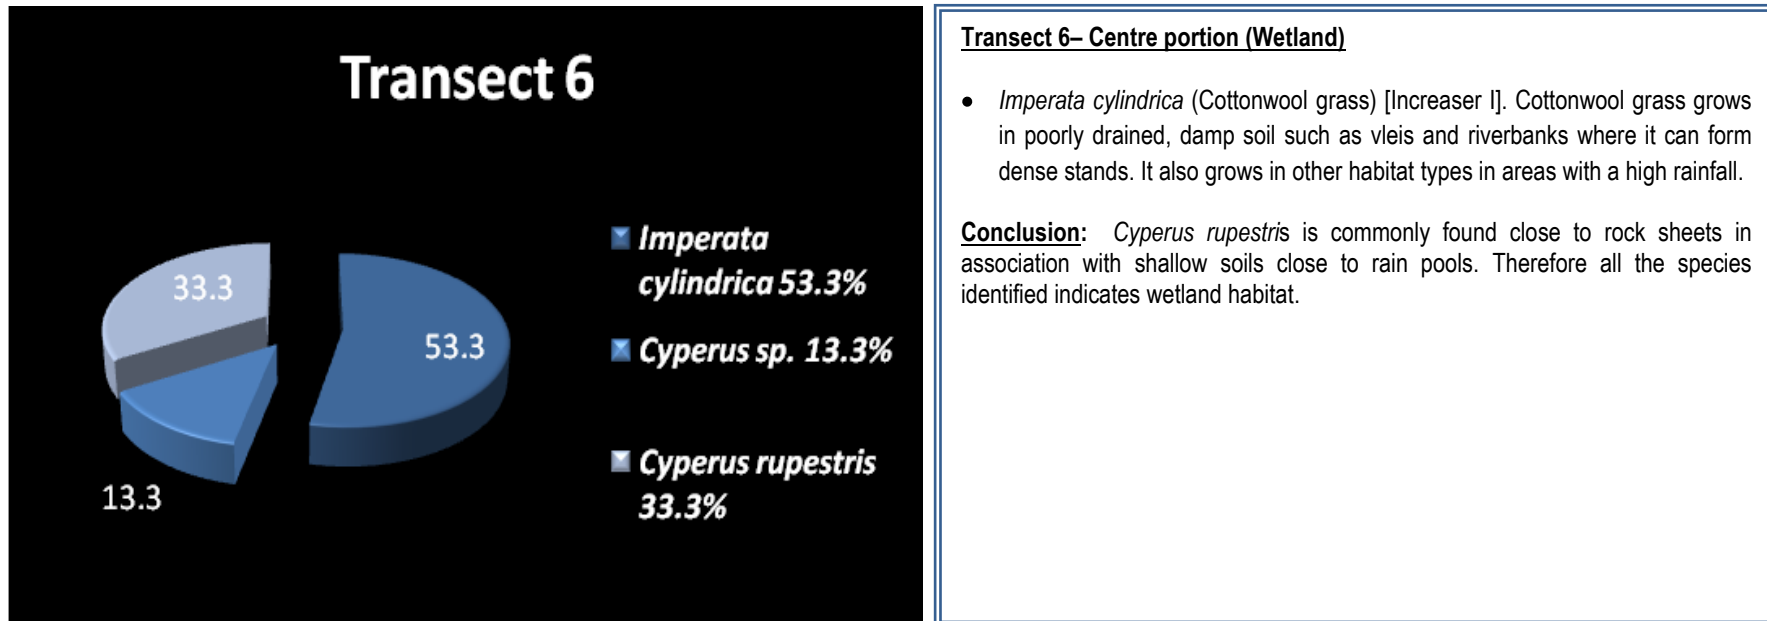 Transect 6
33.3
53.3
13.3
Imperata
cylindrica 53.3%
Cyperus sp. 13.3%
Cyperus rupestris
33.3%
Transect 6– Centre portion (Wetland)
• Imperata cylindrica (Cottonwool grass) [Increaser I]. Cottonwool grass grows
in poorly drained, damp soil such as vleis and riverbanks where it can form
dense stands. It also grows in other habitat types in areas with a high rainfall.
Conclusion: Cyperus rupestris is commonly found close to rock sheets in
association with shallow soils close to rain pools. Therefore all the species
identified indicates wetland habitat.